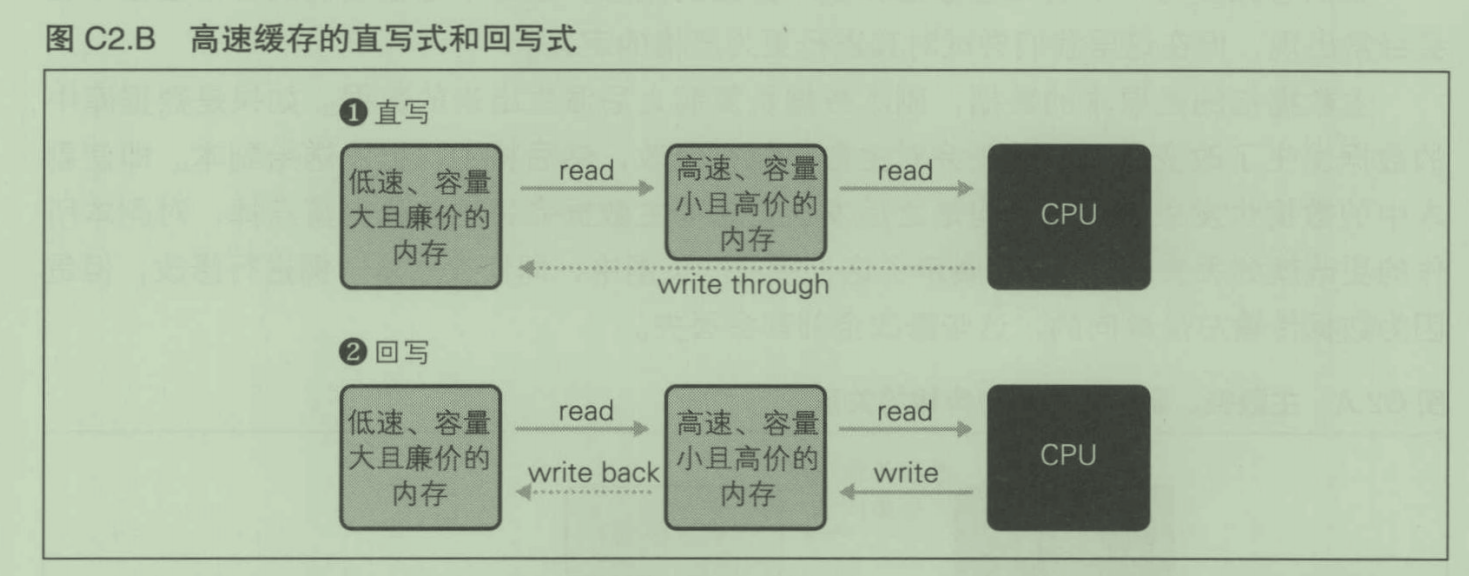 图 C2.B 高速缓存的直写式和回写式
❶ 直写
低速、容量
大且廉价的
内存
read
高速、容量
小且高价的
内存
read
CPU
write through
❷ 回写
低速、容量
大且廉价的
内存
read
write back
高速、容量
小且高价的
内存
read
write
CPU